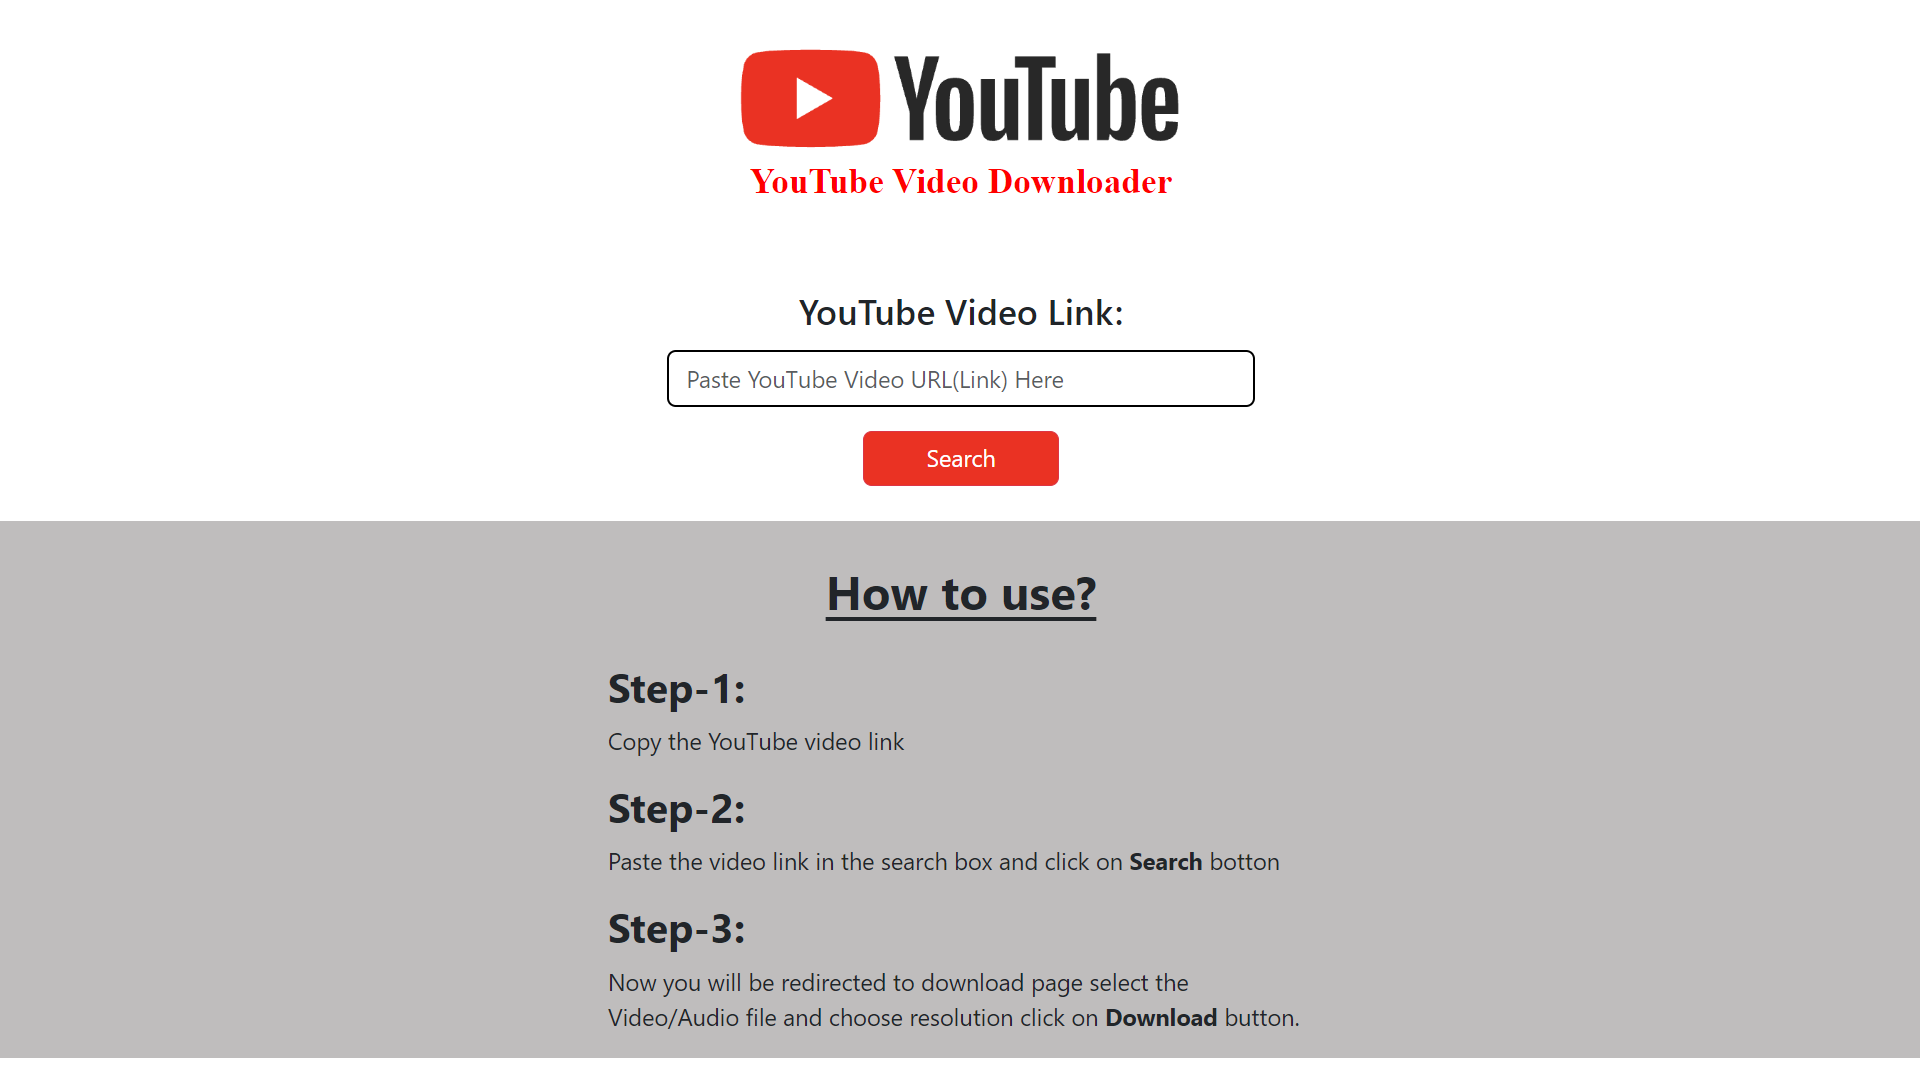 YouTube
YouTube Video Downloader
YouTube Video Link:
Paste YouTube Video URL(Link) Here
Search
How to use?
Step-1:
Copy the YouTube video link
Step-2:
Paste the video link in the search box and click on Search botton
Step-3:
Now you will be redirected to download page select the
Video/Audio file and choose resolution click on Download button.